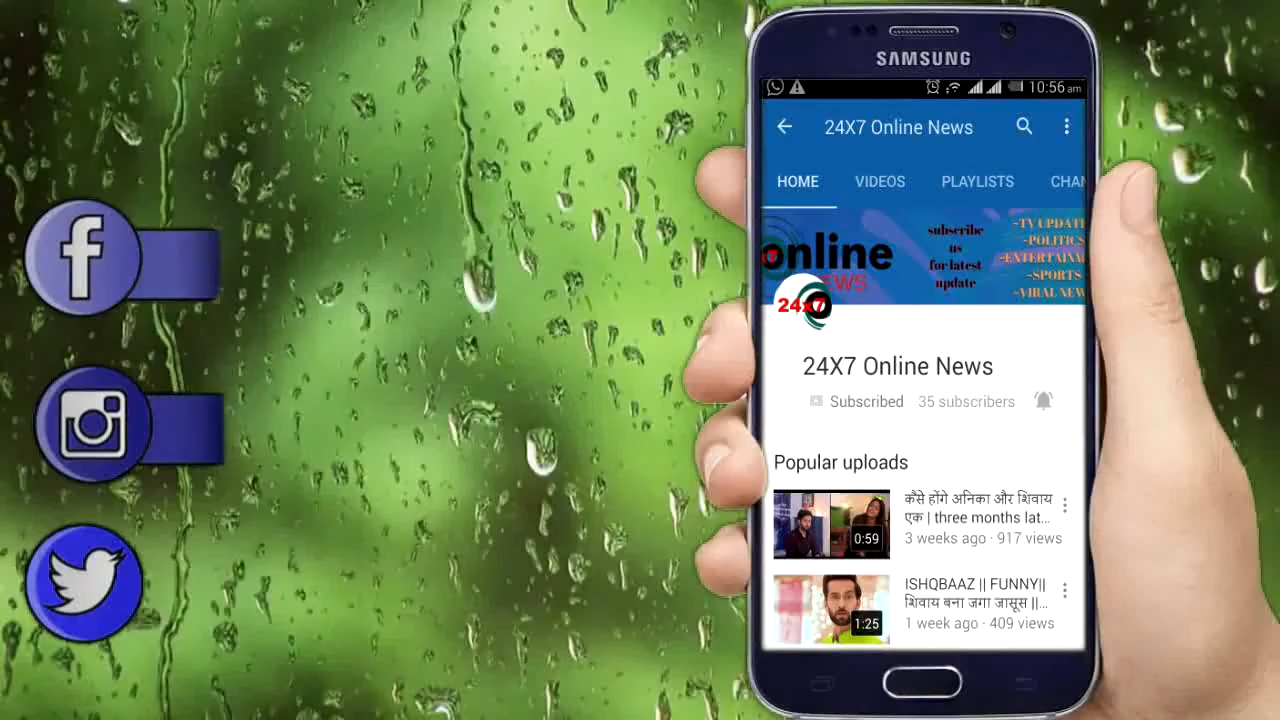 SAMSUNG
10:56 am
24X7 Online News
HOME VIDEOS PLAYLISTS CHAN
online
NEWS
subscribe
us
for latest
update
~TV UPDATE
~POLITICS
~ENTERTAINM
~SPORTS
~VIRAL NEW
24x7
24X7 Online News
Subscribed 35 subscribers
Popular uploads
कैसे होंगे अनिका और शिवाय
एक | three months lat...
3 weeks ago · 917 views
0:59
ISHQBAAZ || FUNNY||
शिवाय बना जगा जासूस ||...
1 week ago · 409 views
1:25